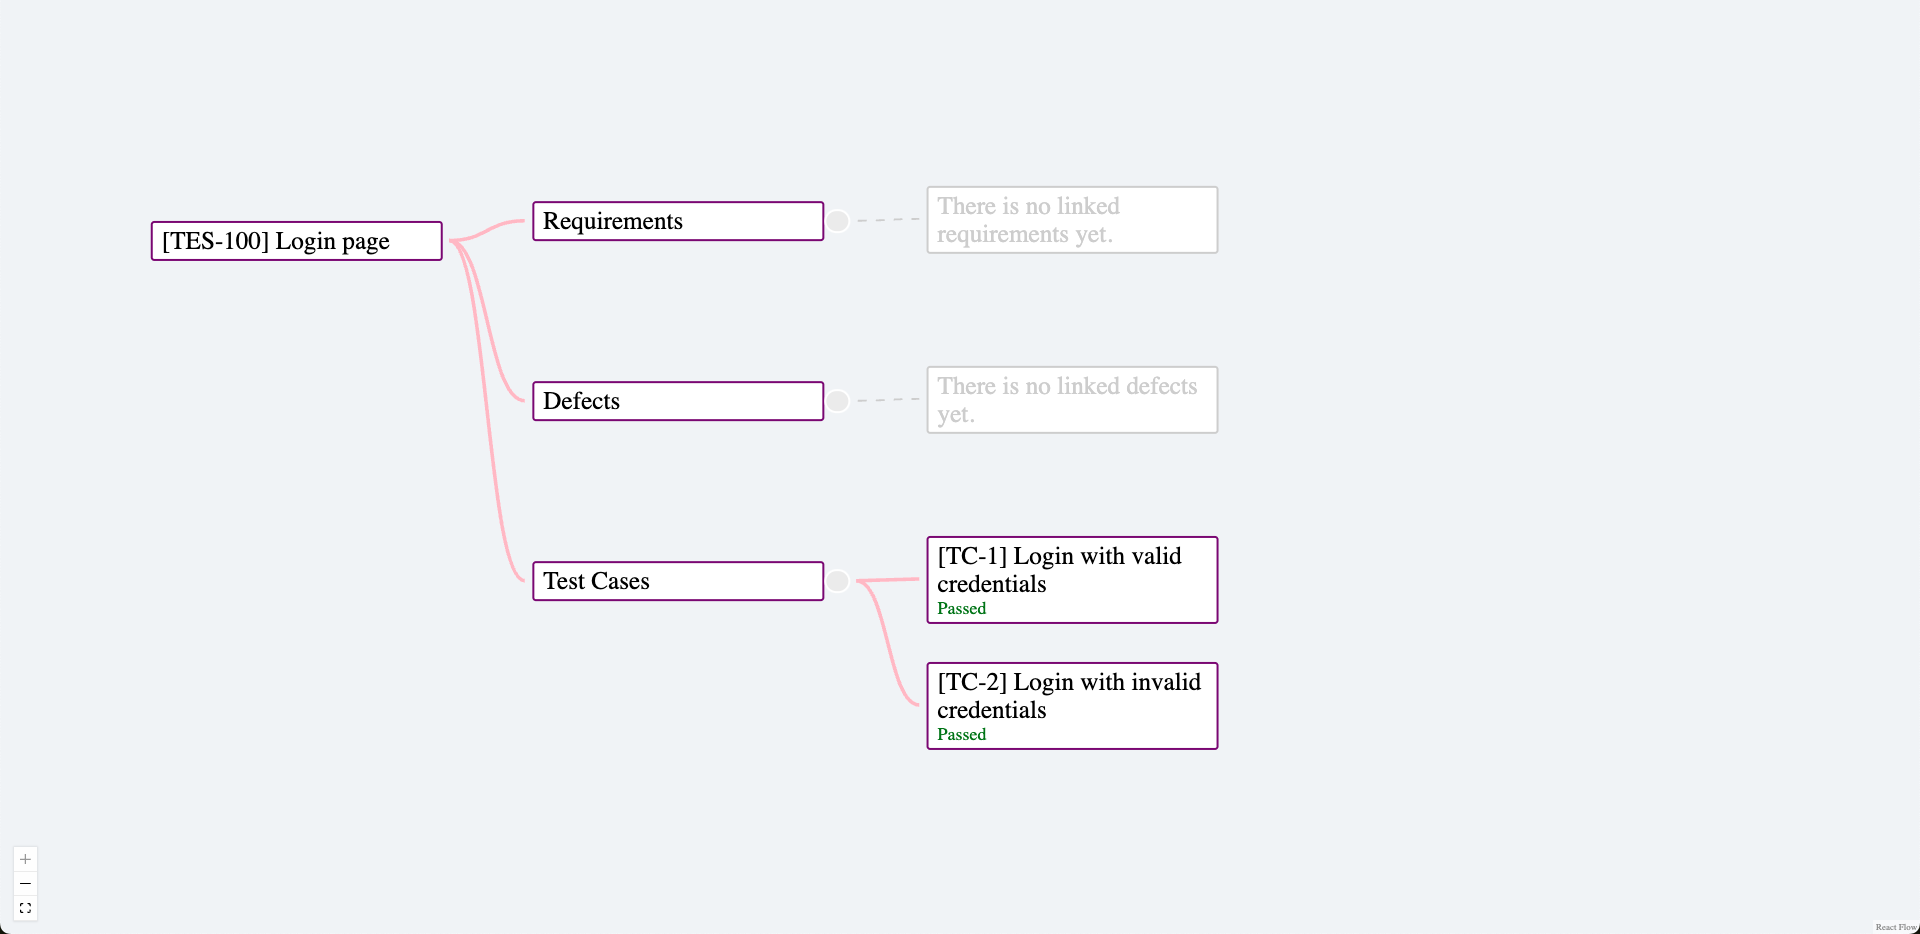 [TES-100] Login page
Requirements
There is no linked
requirements yet.
Defects
There is no linked defects
yet.
Test Cases
[TC-1] Login with valid
credentials
Passed
[TC-2] Login with invalid
credentials
Passed
React Flow